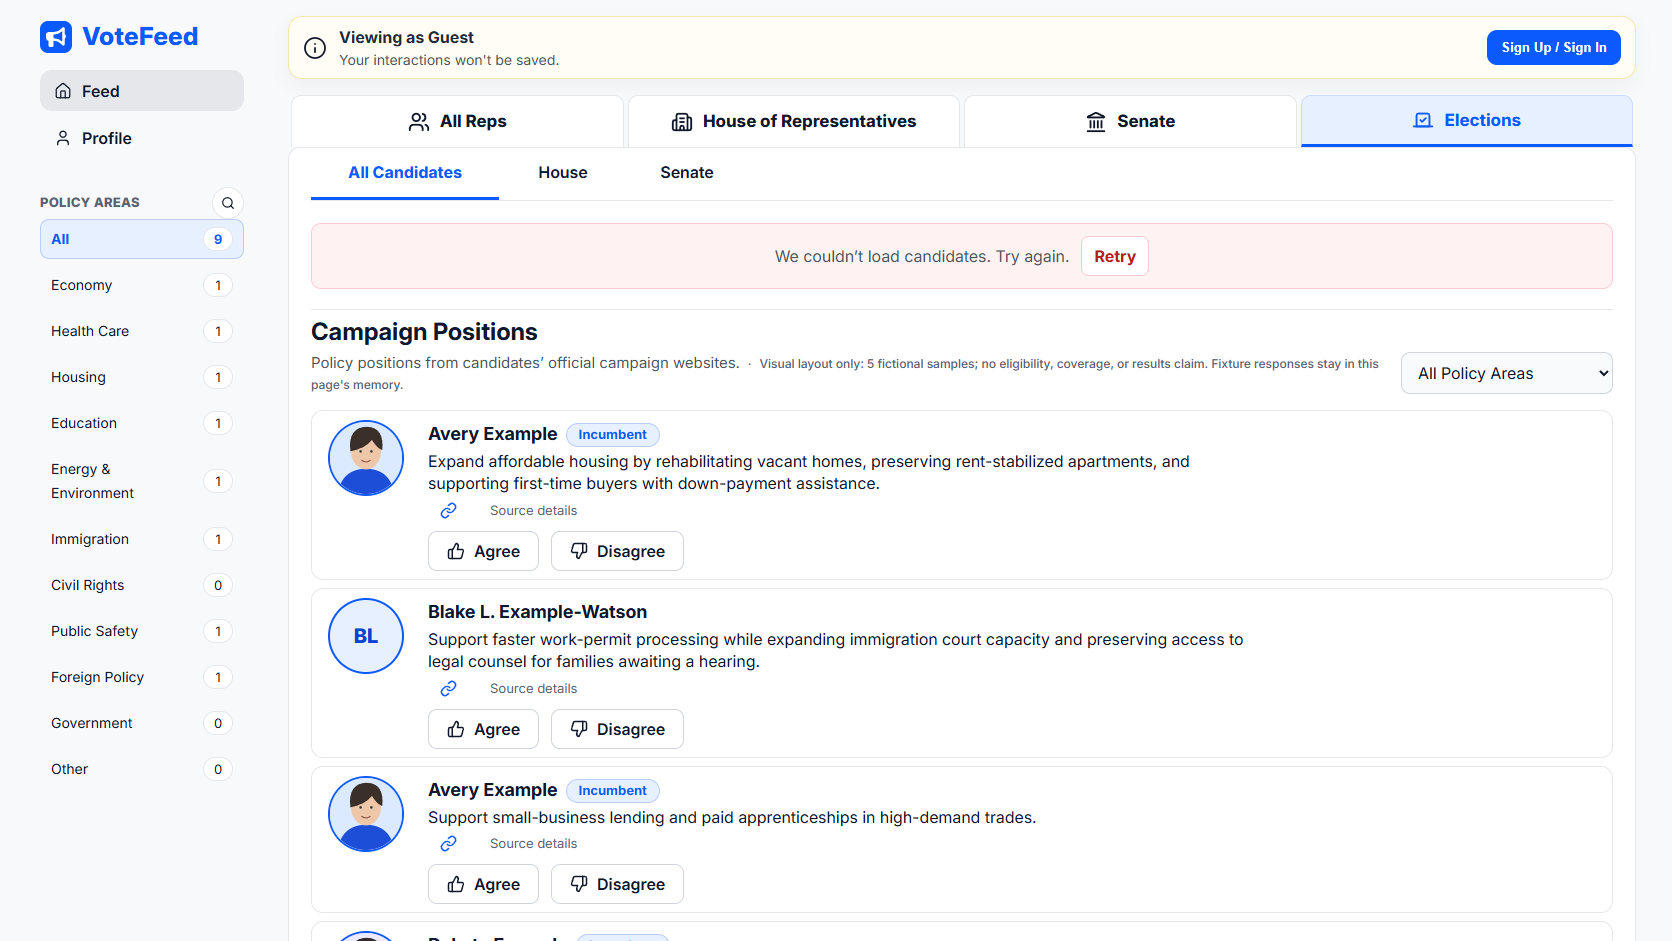 VoteFeed
Feed
Profile
POLICY AREAS
All 9
Economy 1
Health Care 1
Housing 1
Education 1
Energy &
Environment 1
Immigration 1
Civil Rights 0
Public Safety 1
Foreign Policy 1
Government 0
Other 0
Viewing as Guest
Your interactions won't be saved.
Sign Up / Sign In
All Reps
House of Representatives
Senate
Elections
All Candidates
House
Senate
We couldn’t load candidates. Try again. Retry
Campaign Positions
Policy positions from candidates’ official campaign websites. · Visual layout only: 5 fictional samples; no eligibility, coverage, or results claim. Fixture responses stay in this
page's memory.
All Policy Areas
Avery Example Incumbent
Expand affordable housing by rehabilitating vacant homes, preserving rent-stabilized apartments, and
supporting first-time buyers with down-payment assistance.
Source details
Agree Disagree
BL
Blake L. Example-Watson
Support faster work-permit processing while expanding immigration court capacity and preserving access to
legal counsel for families awaiting a hearing.
Source details
Agree Disagree
Avery Example Incumbent
Support small-business lending and paid apprenticeships in high-demand trades.
Source details
Agree Disagree